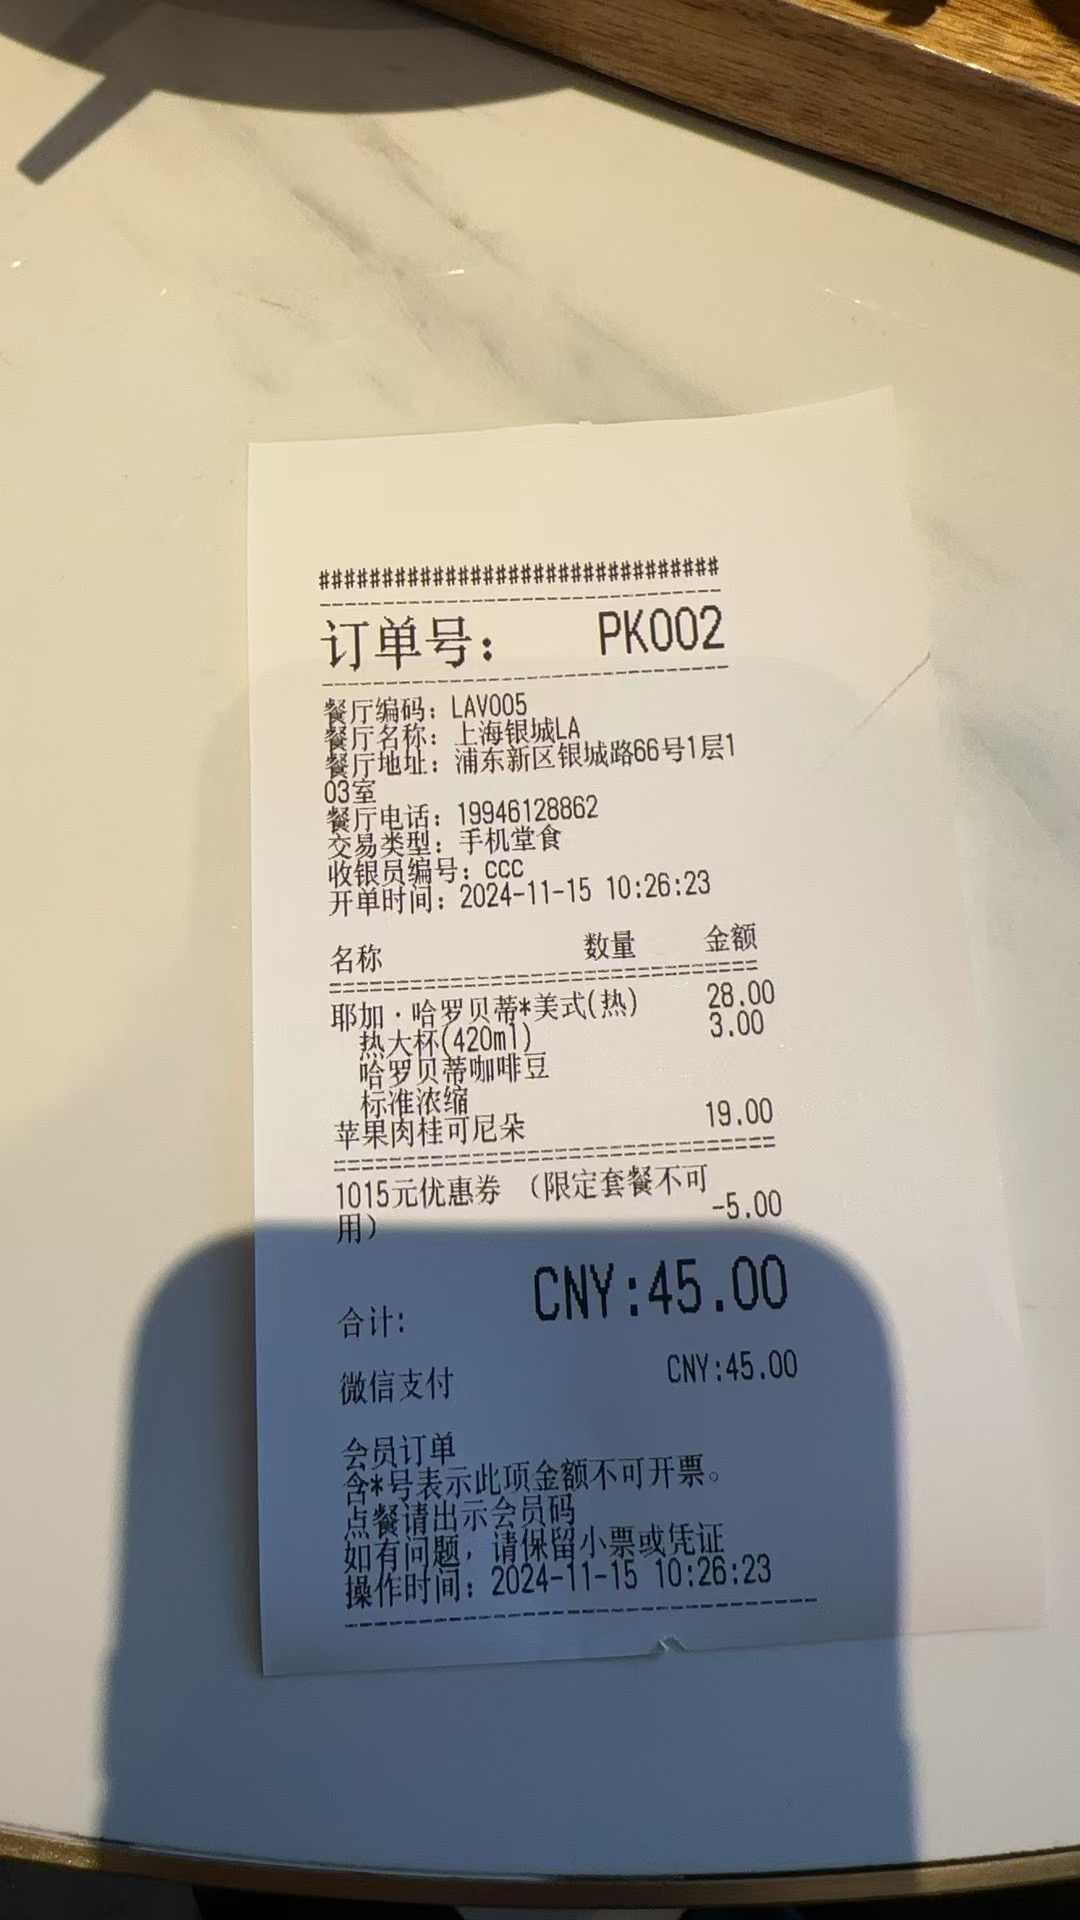 ################################
订单号： PK002
餐厅编码：LAV005
餐厅名称：上海银城LA
餐厅地址：浦东新区银城路66号1层1
03室
餐厅电话：19946128862
交易类型：手机堂食
收银员编号：ccc
开单时间：2024-11-15 10:26:23
名称 数量 金额
耶加·哈罗贝蒂*美式(热) 28.00
热大杯(420ml) 3.00
哈罗贝蒂咖啡豆
标准浓缩
苹果肉桂可尼朵 19.00
1015元优惠券 （限定套餐不可
用） -5.00
合计: CNY:45.00
微信支付 CNY:45.00
会员订单
含*号表示此项金额不可开票。
点餐请出示会员码
如有问题，请保留小票或凭证
操作时间：2024-11-15 10:26:23